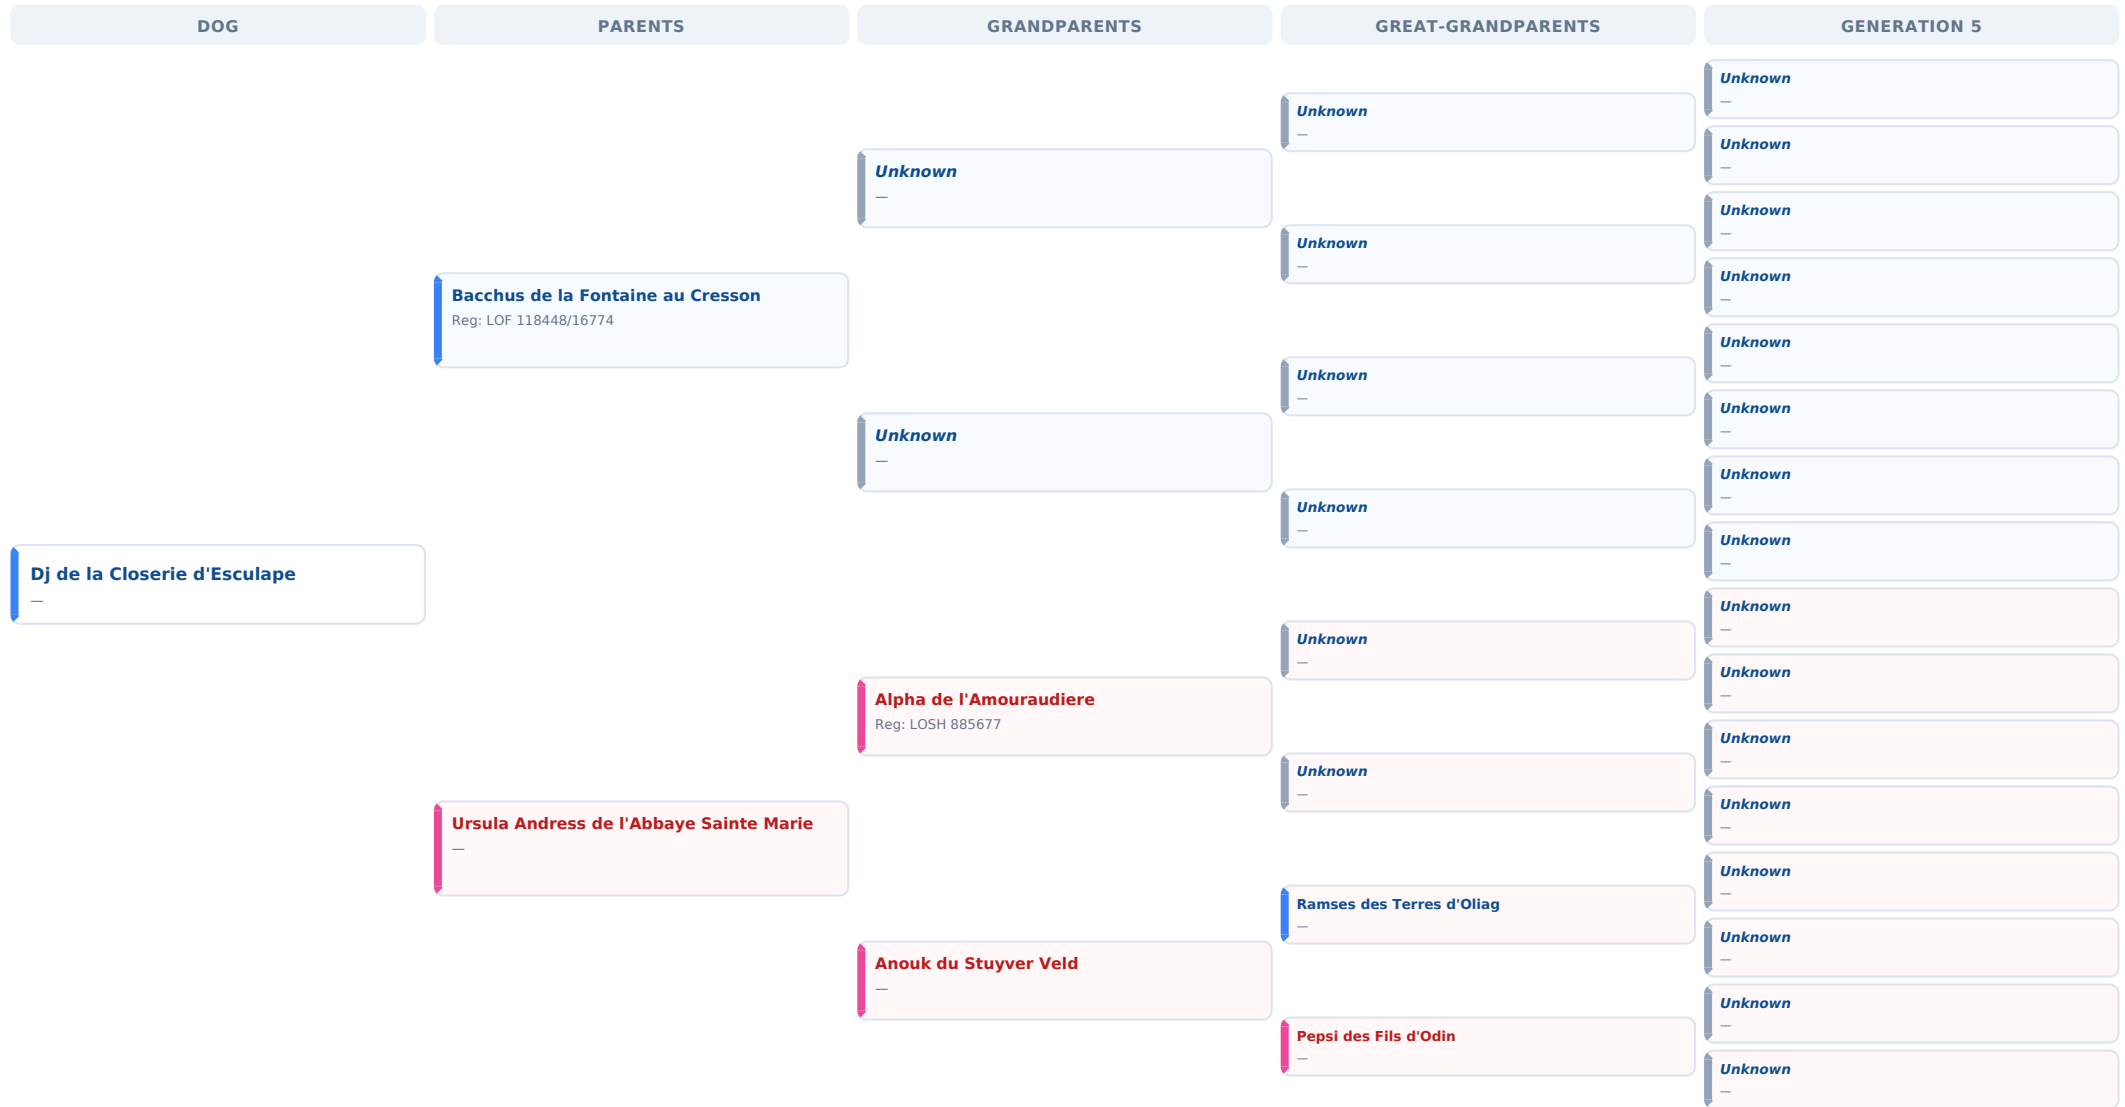 DOG
PARENTS
GRANDPARENTS
GREAT-GRANDPARENTS
GENERATION 5
Dj de la Closerie d'Esculape
—
Bacchus de la Fontaine au Cresson
Reg: LOF 118448/16774
Ursula Andress de l'Abbaye Sainte Marie
—
Unknown
—
Unknown
—
Alpha de l'Amouraudiere
Reg: LOSH 885677
Anouk du Stuyver Veld
—
Unknown
—
Unknown
—
Unknown
—
Unknown
—
Unknown
—
Unknown
—
Ramses des Terres d'Oliag
—
Pepsi des Fils d'Odin
—
Unknown
—
Unknown
—
Unknown
—
Unknown
—
Unknown
—
Unknown
—
Unknown
—
Unknown
—
Unknown
—
Unknown
—
Unknown
—
Unknown
—
Unknown
—
Unknown
—
Unknown
—
Unknown
—